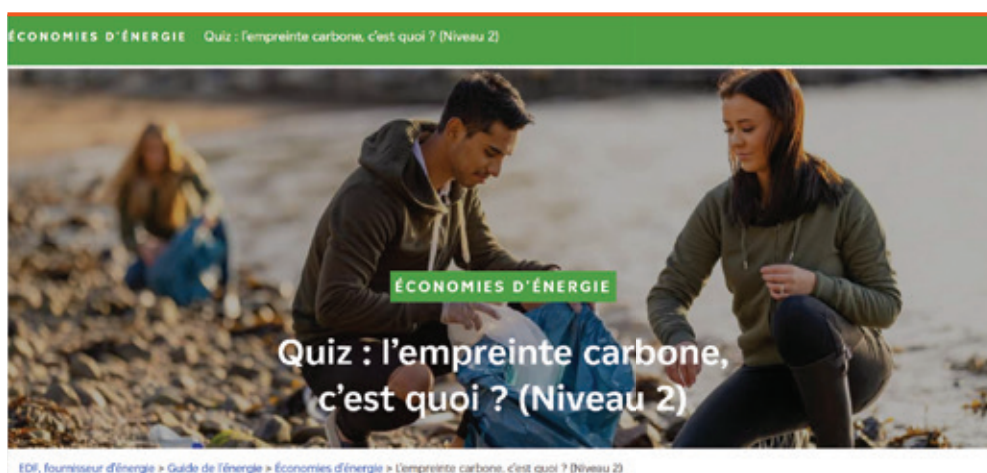 ÉCONOMIES D'ÉNERGIE Quiz : l'empreinte carbone, c'est quoi ? (Niveau 2)
ÉCONOMIES D'ÉNERGIE
Quiz : l'empreinte carbone,
c'est quoi ? (Niveau 2)
EDF, fournisseur d'énergie > Guide de l'énergie > Économies d'énergie > L'empreinte carbone, c'est quoi ? (Niveau 2)